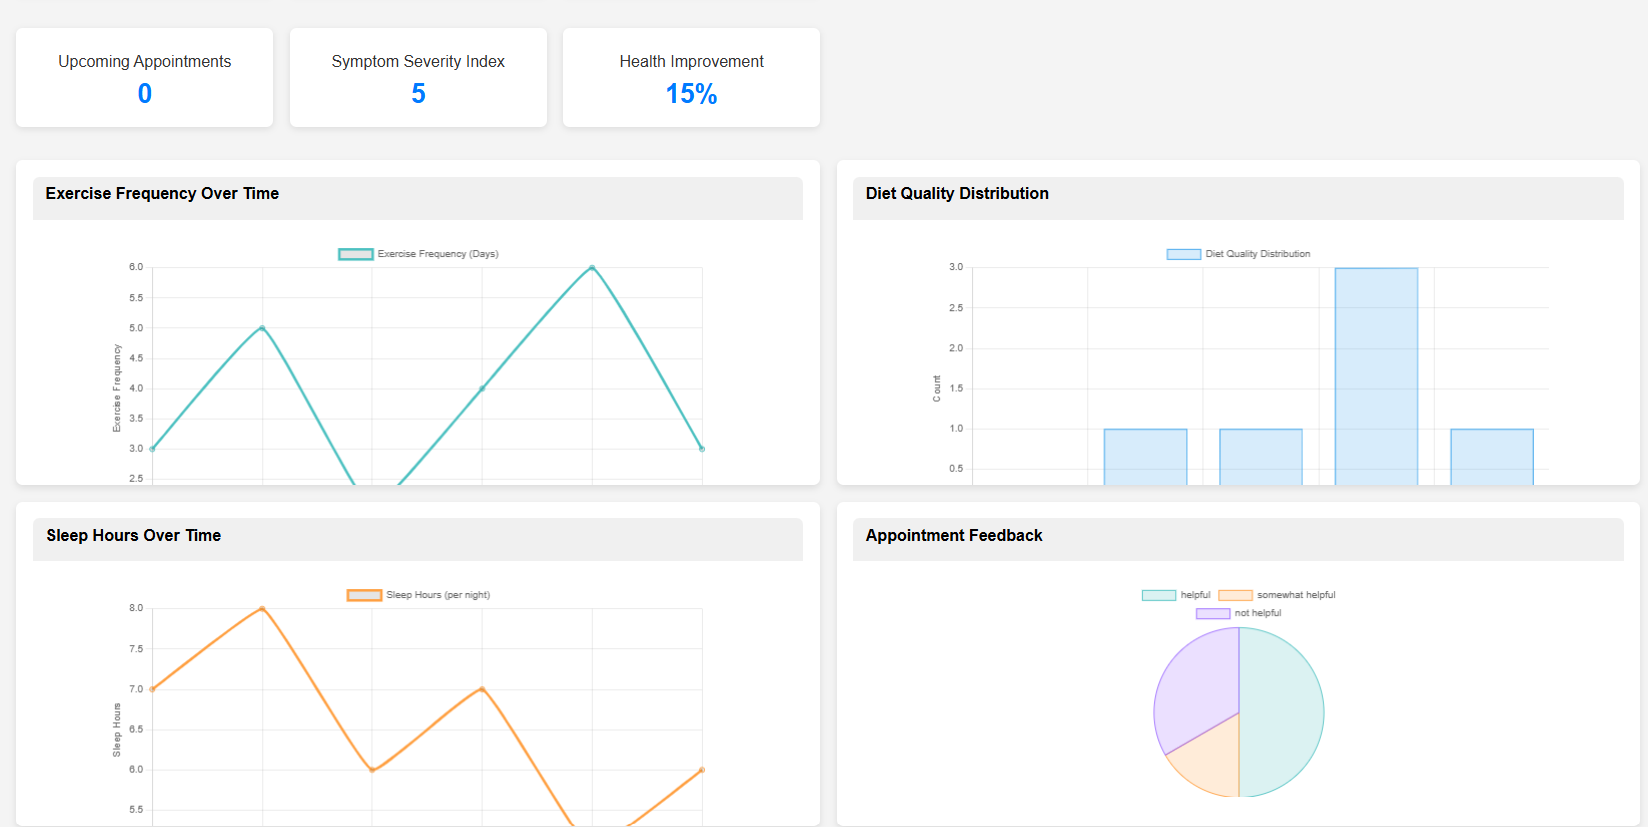 Upcoming Appointments
0
Symptom Severity Index
5
Health Improvement
15%
Exercise Frequency Over Time
Exercise Frequency (Days)
Exercise Frequency
6.0
5.5
5.0
4.5
4.0
3.5
3.0
2.5
Diet Quality Distribution
Diet Quality Distribution
Count
3.0
2.5
2.0
1.5
1.0
0.5
Sleep Hours Over Time
Sleep Hours (per night)
Sleep Hours
8.0
7.5
7.0
6.5
6.0
5.5
Appointment Feedback
helpful somewhat helpful
not helpful